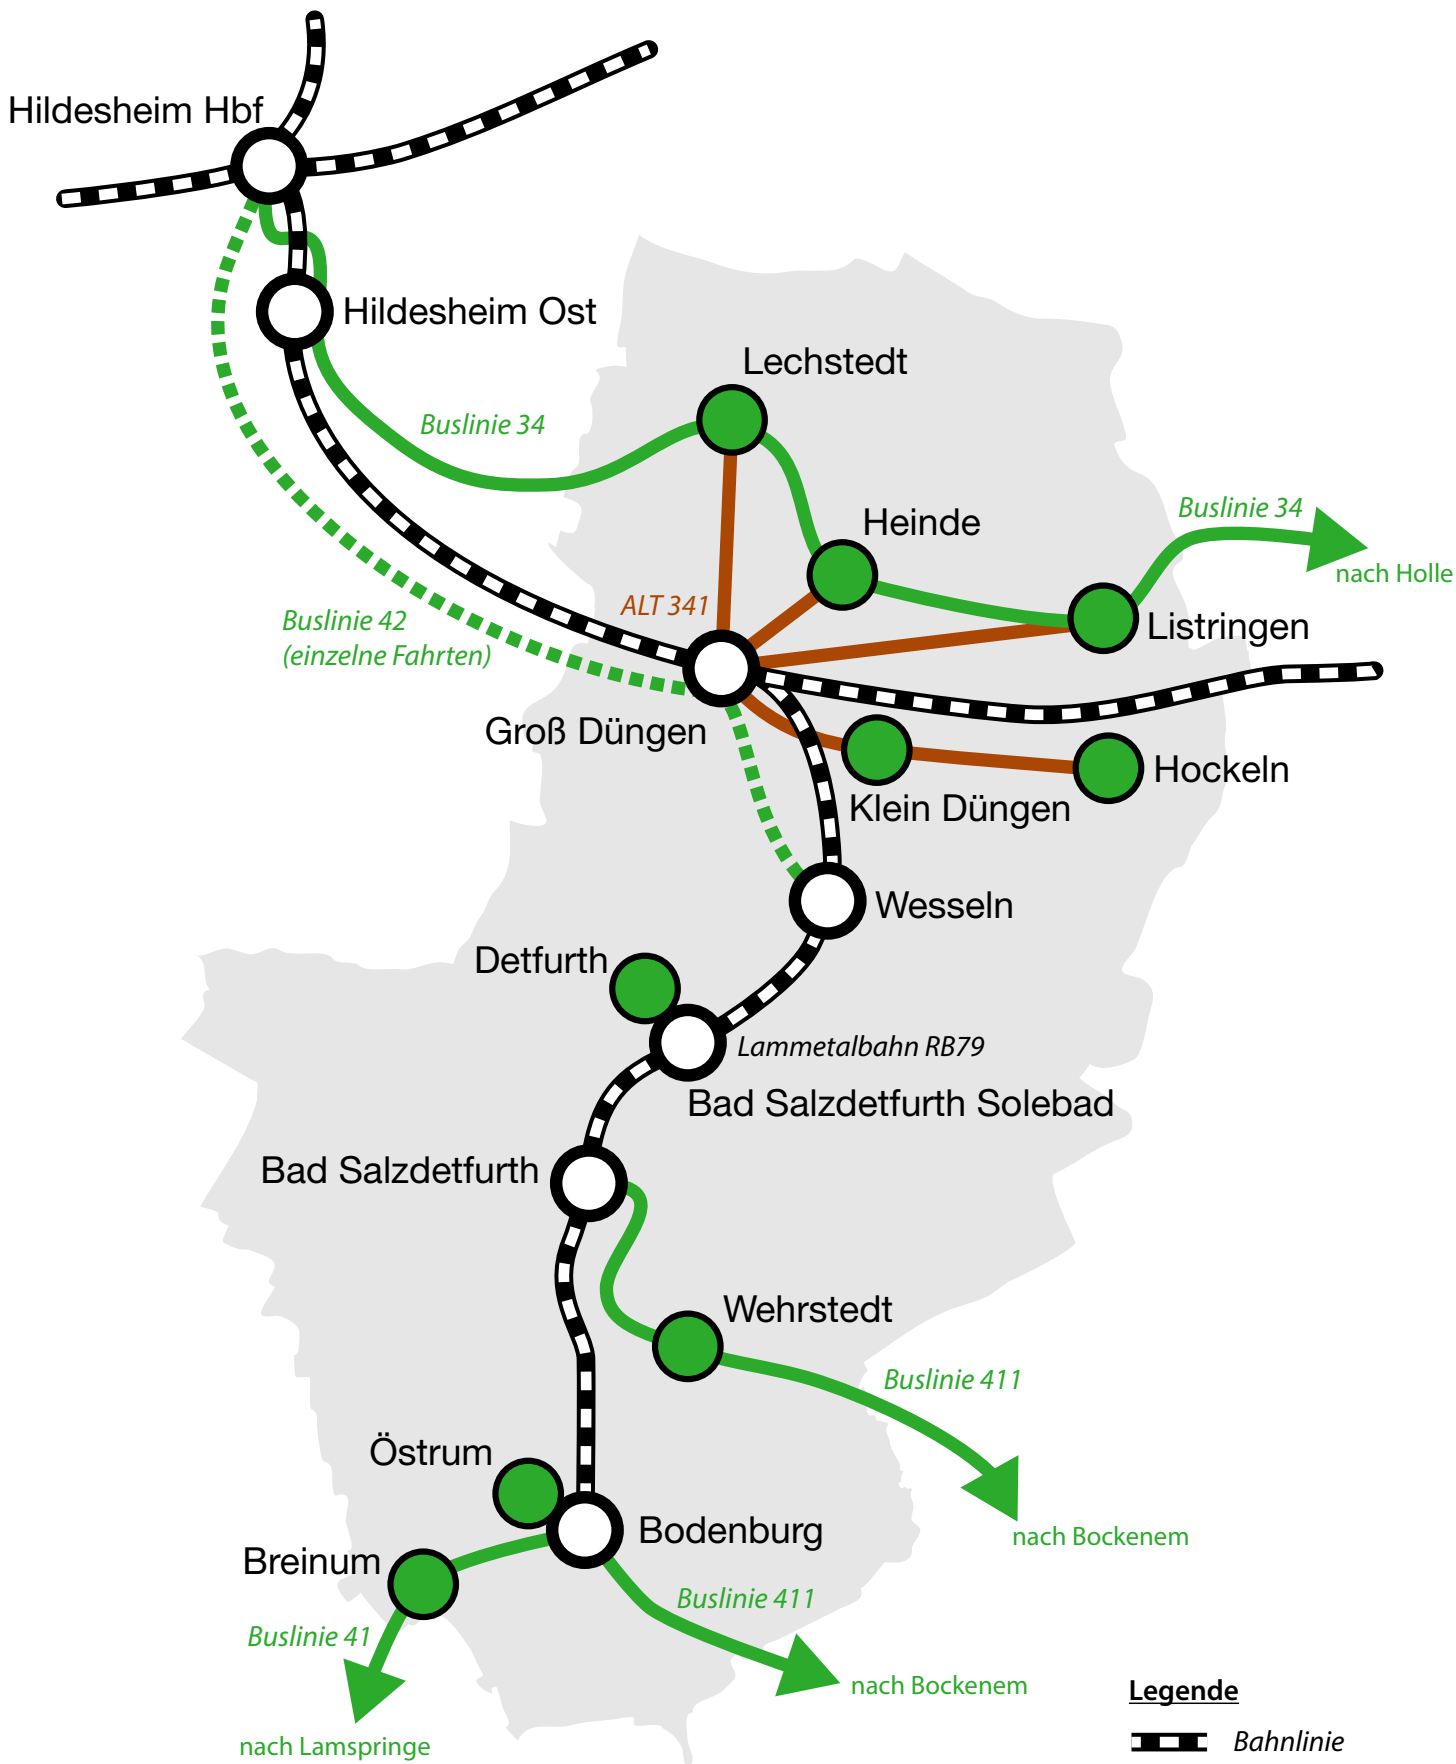 Hildesheim Hbf
Hildesheim Ost
Lechstedt
Buslinie 34
Heinde
Buslinie 34
nach Holle
ALT 341
Buslinie 42
(einzelne Fahrten)
Listringen
Groß Düngen
Hockeln
Klein Düngen
Wesseln
Detfurth
Lammetalbahn RB79
Bad Salzdetfurth Solebad
Bad Salzdetfurth
Wehrstedt
Buslinie 411
Östrum
Bodenburg
nach Bockenem
Breinum
Buslinie 411
Buslinie 41
nach Bockenem
Legende
nach Lamspringe
Bahnlinie